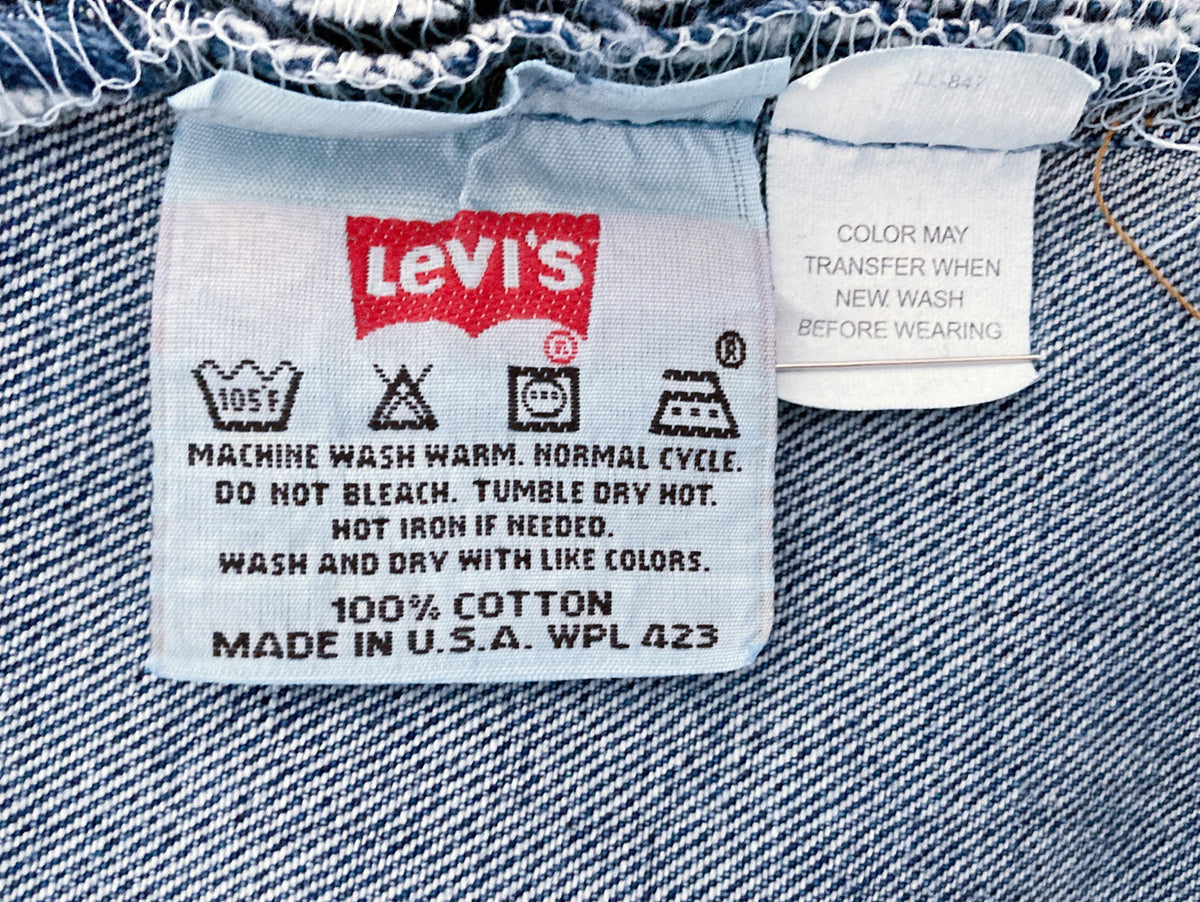 Levi's
®
®
105°F
MACHINE WASH WARM. NORMAL CYCLE.
DO NOT BLEACH. TUMBLE DRY HOT.
HOT IRON IF NEEDED.
WASH AND DRY WITH LIKE COLORS.
100% COTTON
MADE IN U.S.A. WPL 423
COLOR MAY
TRANSFER WHEN
NEW. WASH
BEFORE WEARING